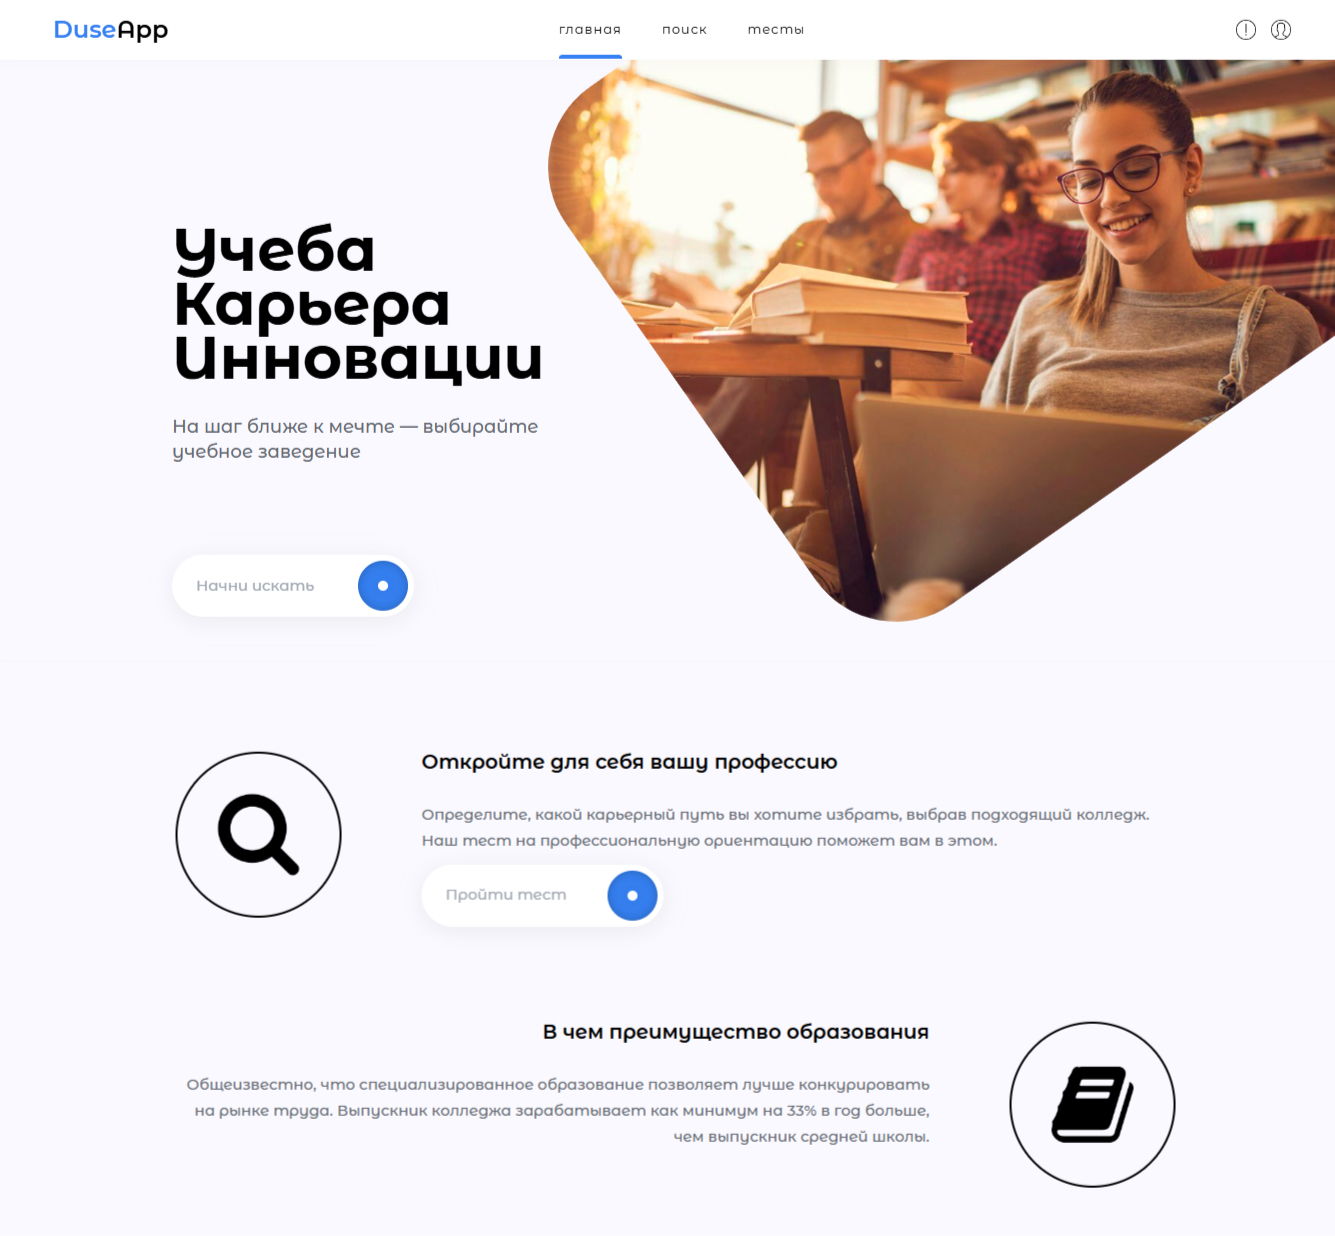 DuseApp
главная поиск тесты
Учеба
Карьера
Инновации
На шаг ближе к мечте — выбирайте
учебное заведение
Начни искать
Откройте для себя вашу профессию
Определите, какой карьерный путь вы хотите избрать, выбрав подходящий колледж.
Наш тест на профессиональную ориентацию поможет вам в этом.
Пройти тест
В чем преимущество образования
Общеизвестно, что специализированное образование позволяет лучше конкурировать
на рынке труда. Выпускник колледжа зарабатывает как минимум на 33% в год больше,
чем выпускник средней школы.